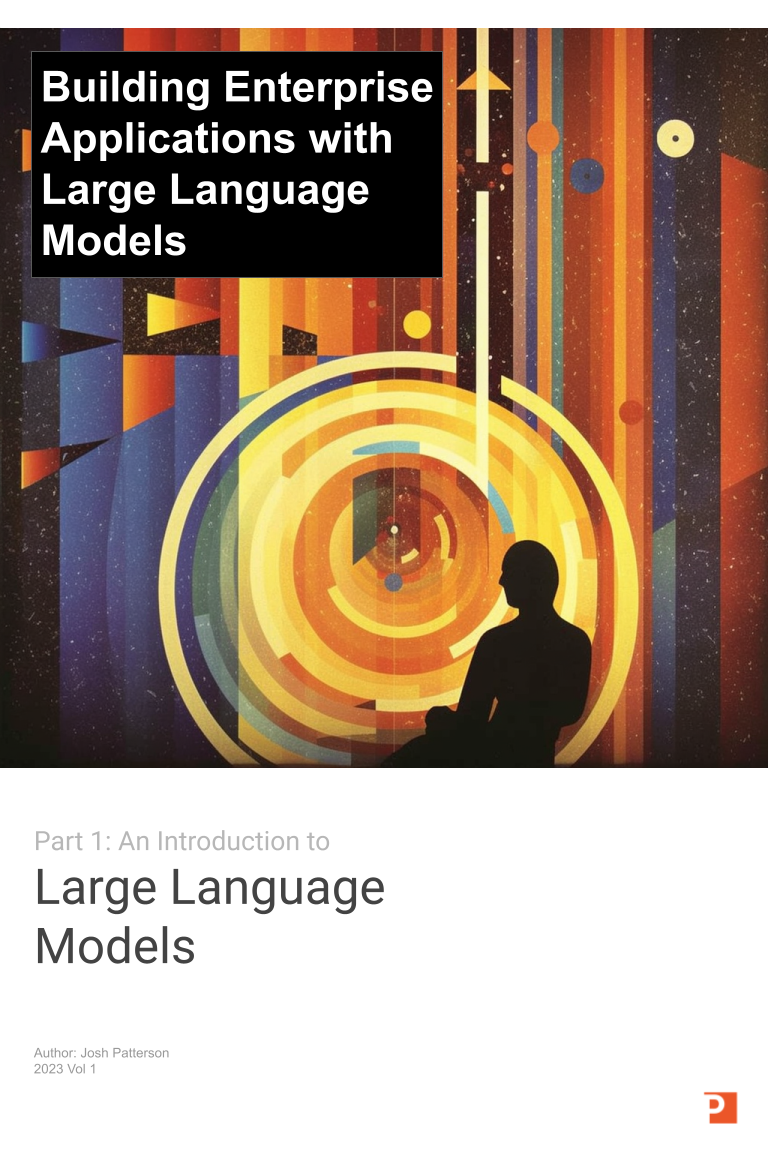 Building Enterprise
Applications with
Large Language
Models
Part 1: An Introduction to
Large Language
Models
Author: Josh Patterson
2023 Vol 1
P